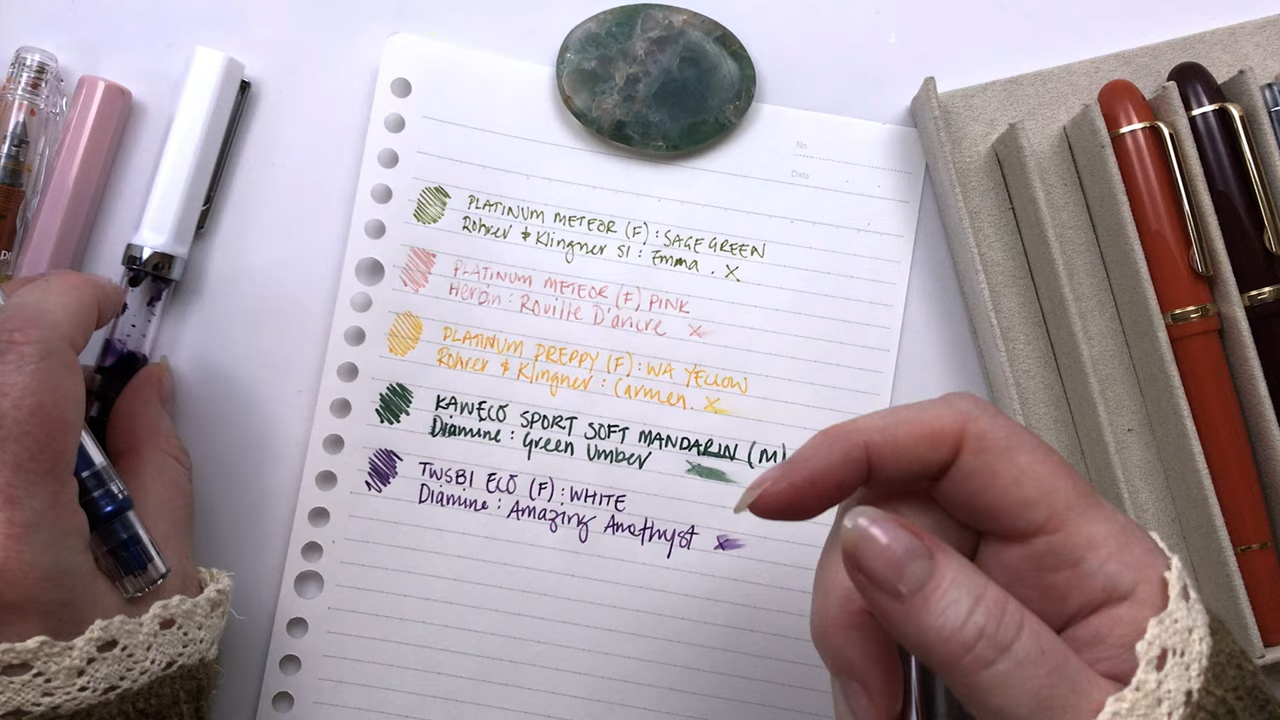 No
Date
PLATINUM METEOR (F) : SAGE GREEN
Rohrer & Klingner SI : Emma . X
PLATINUM METEOR (F) PINK
Herbin : Rouille D'ancre X
PLATINUM PREPPY (F) : WA YELLOW
Rohrer & Klingner : Carmen. X
KAWECO SPORT SOFT MANDARIN (M)
Diamine : Green Umber
TWSBI ECO (F) : WHITE
Diamine : Amazing Amethyst X